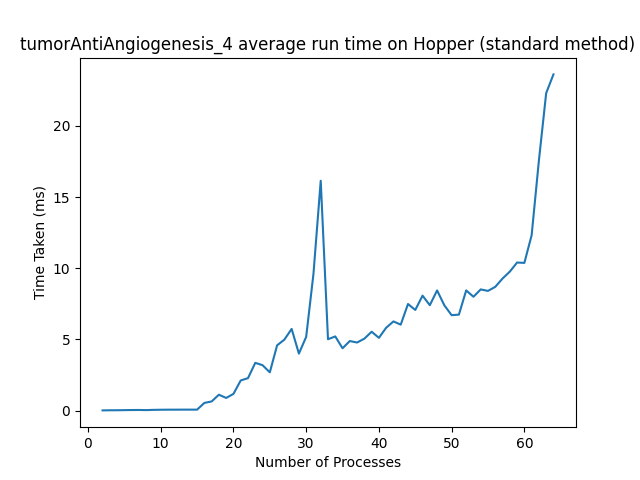 tumorAntiAngiogenesis_4 average run time on Hopper (standard method)
20
15
10
5
0
Time Taken (ms)
0 10 20 30 40 50 60
Number of Processes